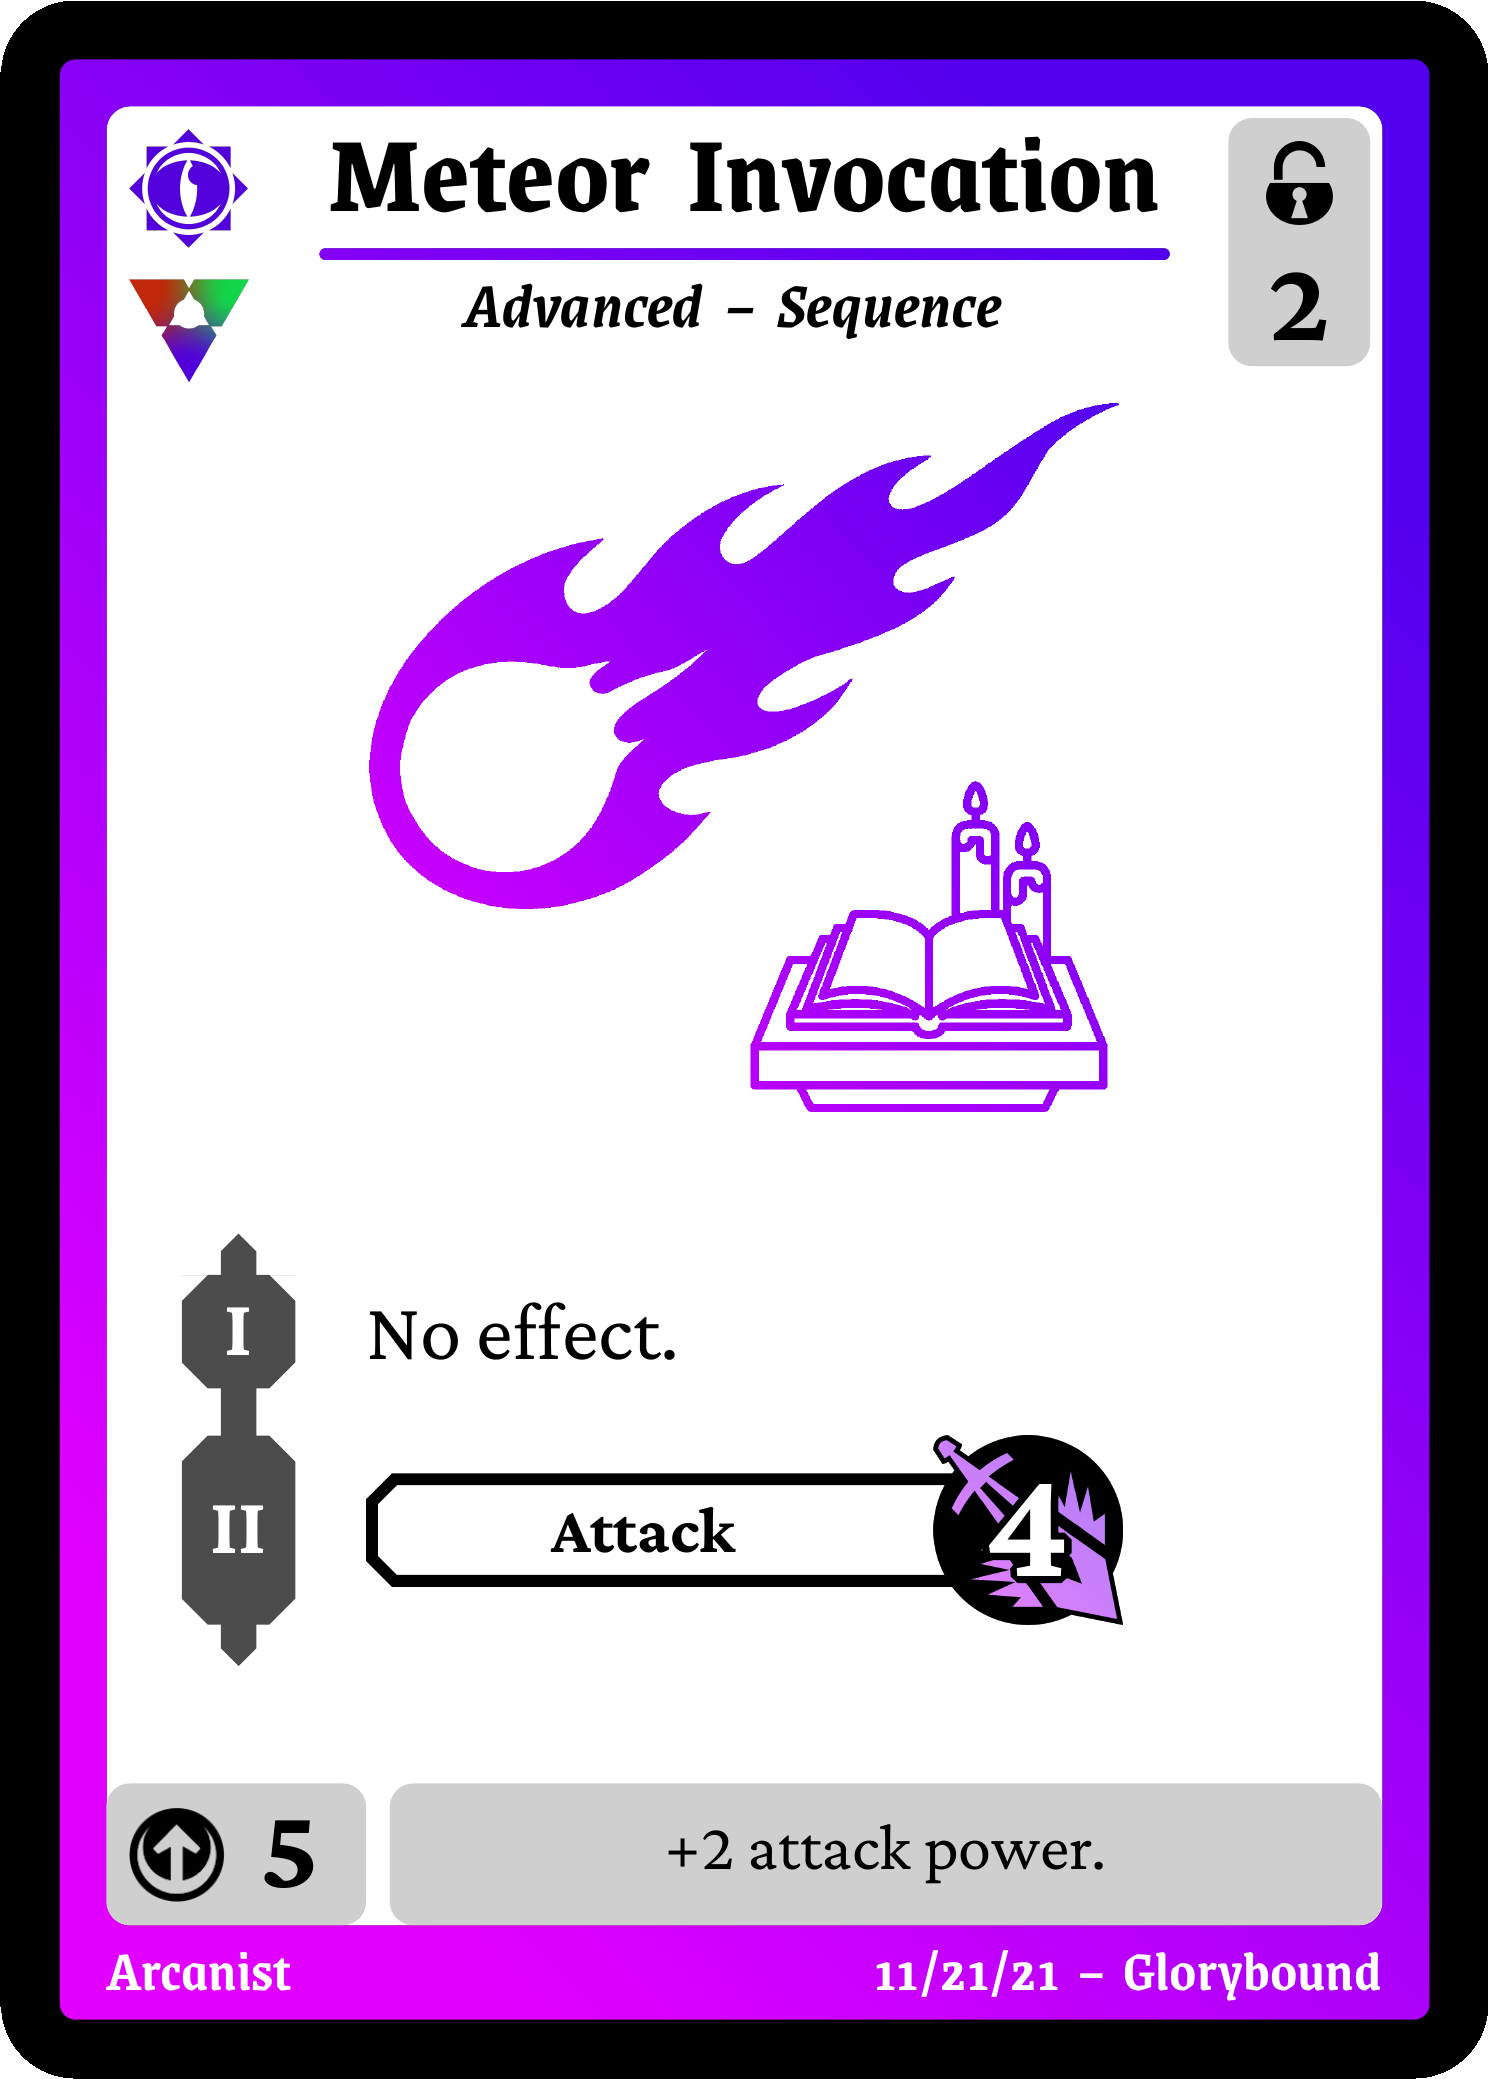 Meteor Invocation
Advanced – Sequence
2
I
No effect.
II
Attack
4
5
+2 attack power.
Arcanist
11/21/21 – Glorybound